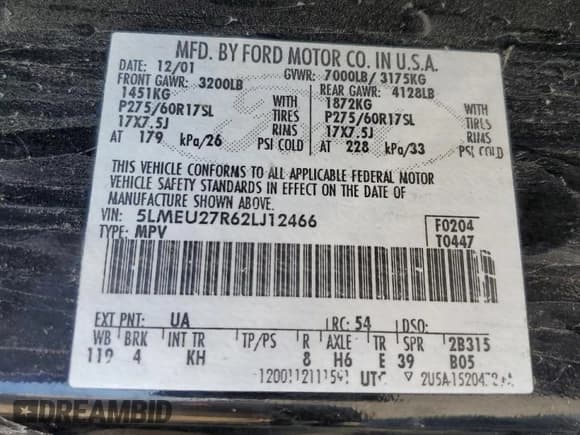 MFD. BY FORD MOTOR CO. IN U.S.A.
DATE: 12/01 GVWR: 7000LB/ 3175KG
FRONT GAWR: 3200LB REAR GAWR: 4128LB
1451KG WITH 1872KG WITH
P275/60R17SL TIRES P275/60R17SL TIRES
17X7.5J RIMS 17X7.5J RIMS
AT 179 kPa/26 PSI COLD AT 228 kPa/33 PSI COLD
THIS VEHICLE CONFORMS TO ALL APPLICABLE FEDERAL MOTOR
VEHICLE SAFETY STANDARDS IN EFFECT ON THE DATE OF
MANUFACTURE SHOWN ABOVE.
VIN: 5LMEU27R62LJ12466 F0204
TYPE: MPV T0447
EXT PNT: UA RC: 54 DSO:
WB BRK INT TR TP/PS R AXLE TR SPR 2B315
119 4 KH 8 H6 E 39 B05
DREAMBID